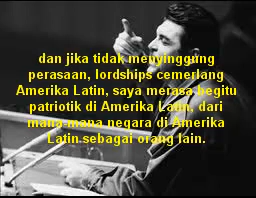 dan jika tidak menyinggung
perasaan, lordships cemerlang
Amerika Latin, saya merasa begitu
patriotik di Amerika Latin, dari
mana-mana negara di Amerika
Latin.sebagai orang lain.